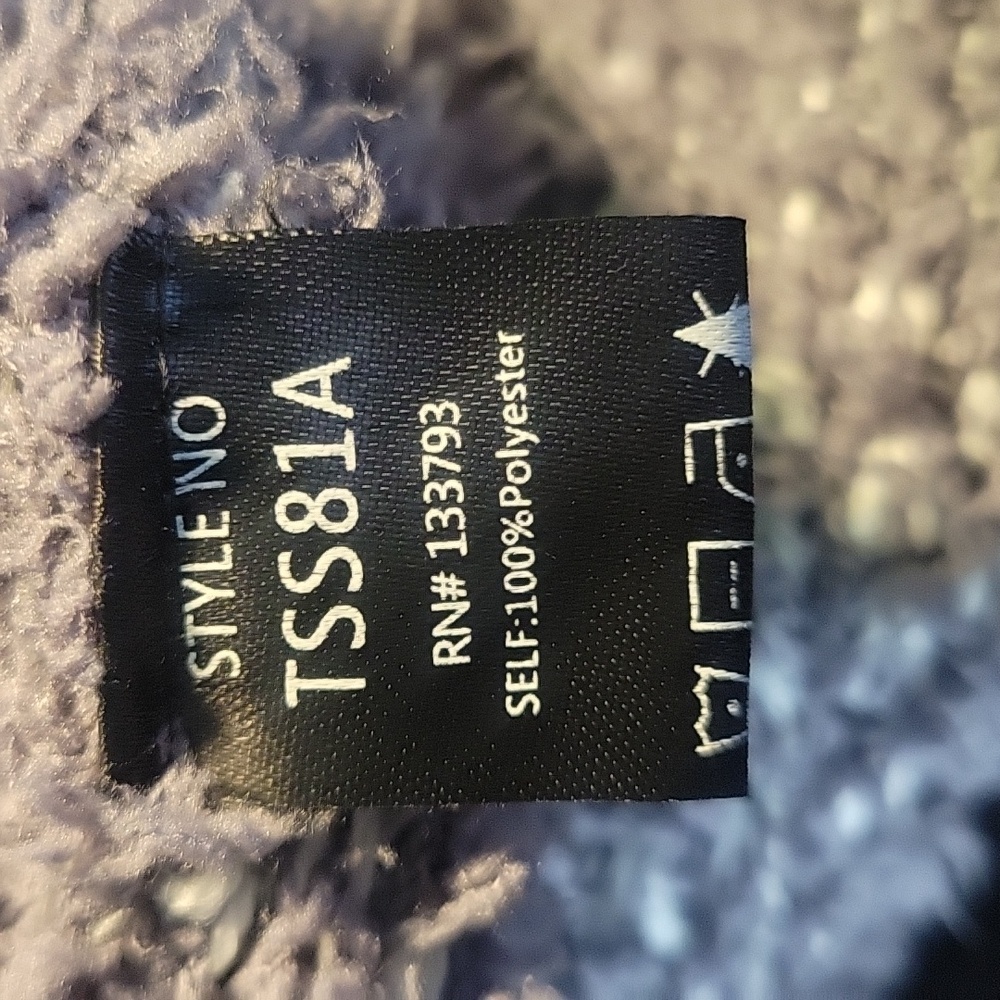 STYLE NO
TSS81A
RN# 133793
SELF:100%Polyester